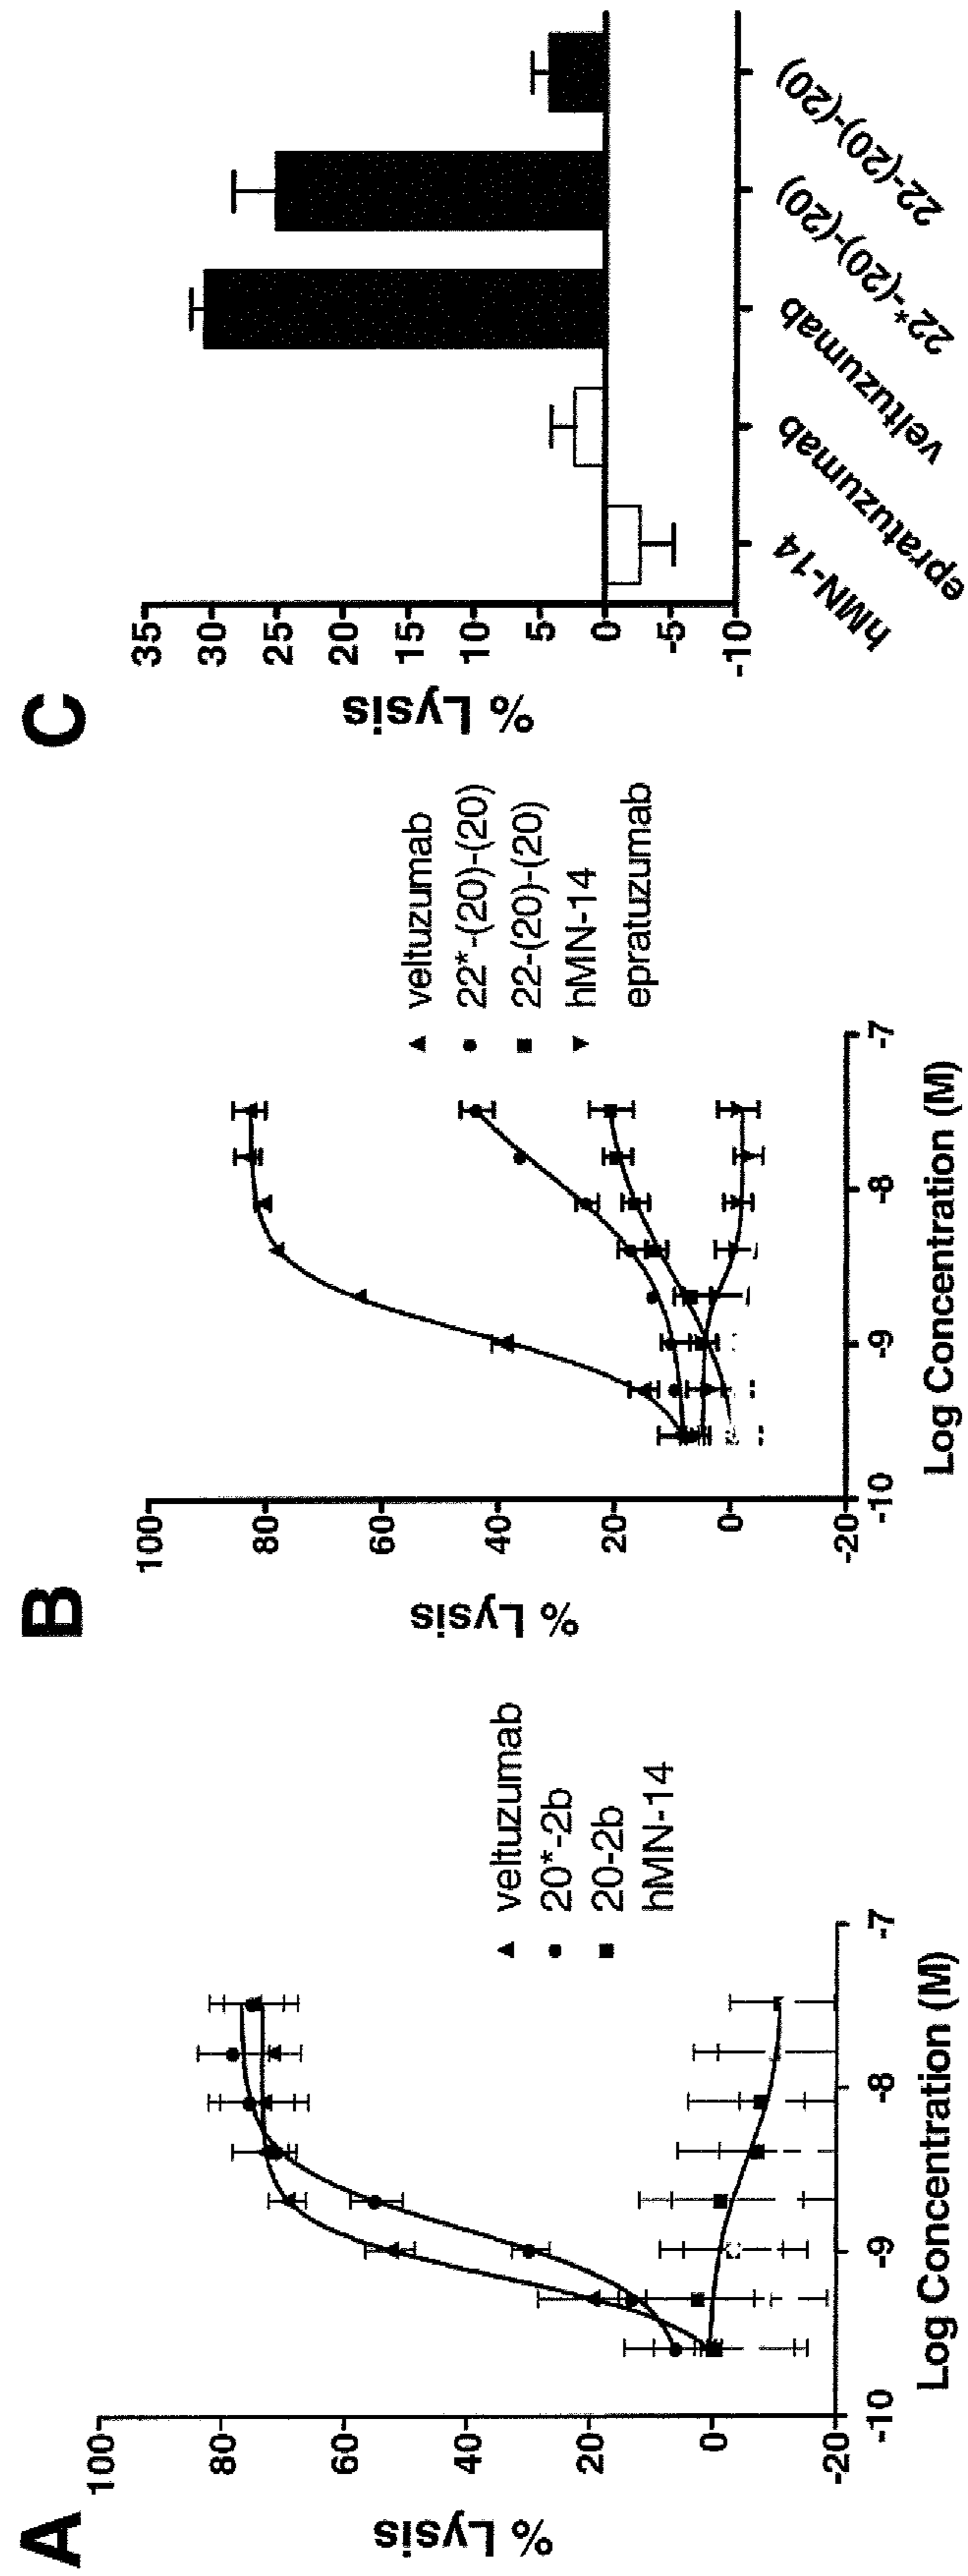 A
% Lysis
100
80
60
40
20
0
-20
-10
-9
-8
-7
Log Concentration (M)
veltuzumab
20*-2b
20-2b
hMN-14
B
% Lysis
100
80
60
40
20
0
-20
-10
-9
-8
-7
Log Concentration (M)
veltuzumab
22*-(20)-(20)
22-(20)-(20)
hMN-14
epratuzumab
C
% Lysis
35
30
25
20
15
10
5
0
-5
-10
hMN-14
epratuzumab
veltuzumab
22*-(20)-(20)
22-(20)-(20)